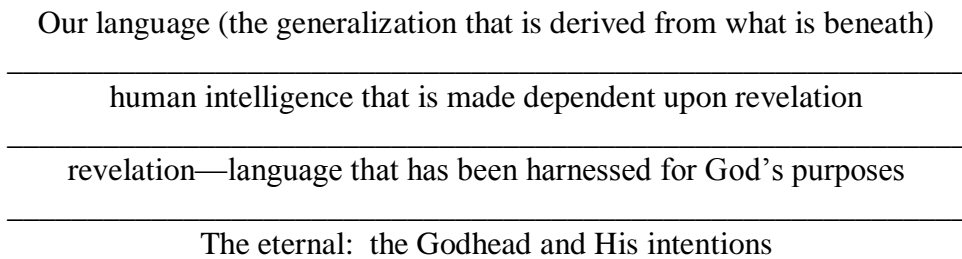 Our language (the generalization that is derived from what is beneath)
human intelligence that is made dependent upon revelation
revelation—language that has been harnessed for God’s purposes
The eternal:  the Godhead and His intentions